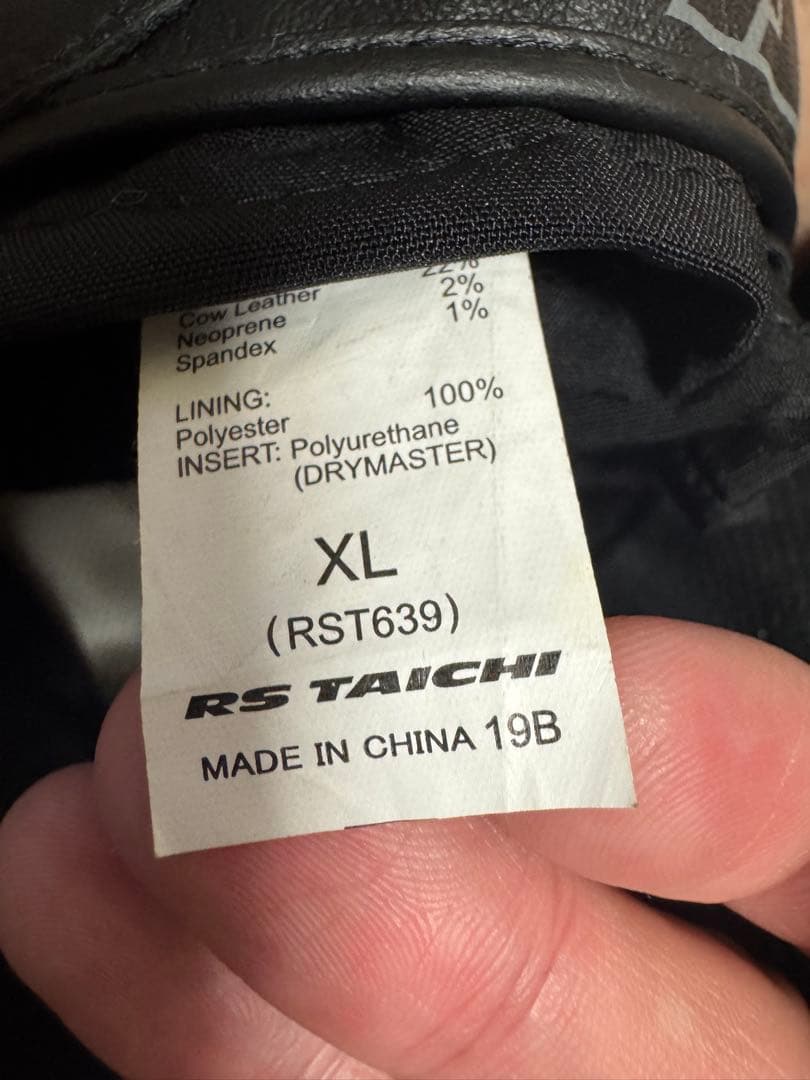 22%
Cow Leather 2%
Neoprene 1%
Spandex
LINING:
Polyester 100%
INSERT: Polyurethane
(DRYMASTER)
XL
(RST639)
RS TAICHI
MADE IN CHINA 19B